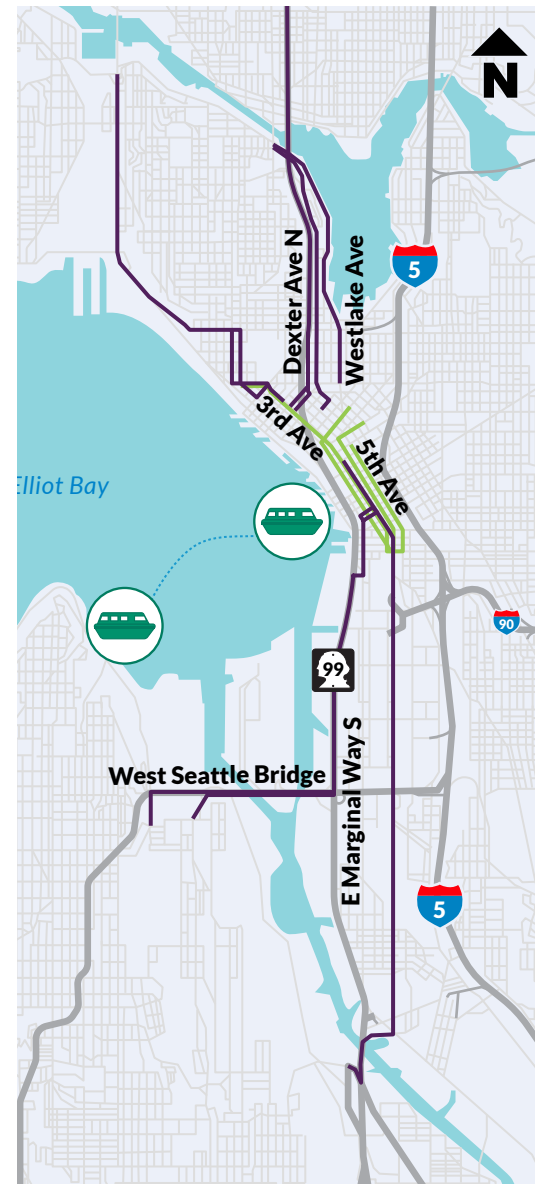 N
Dexter Ave N
Westlake Ave
5
3rd Ave
5th Ave
Elliot Bay
90
99
West Seattle Bridge
E Marginal Way S
5